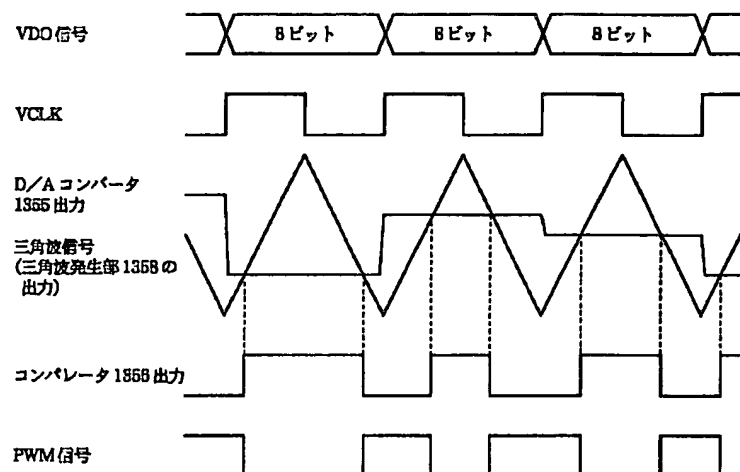 VDO信号
8ビット
8ビット
8ビット
VCLK
D/Aコンバータ
1355出力
三角波信号
(三角波発生部1358の
出力)
コンパレータ1356出力
PWM信号